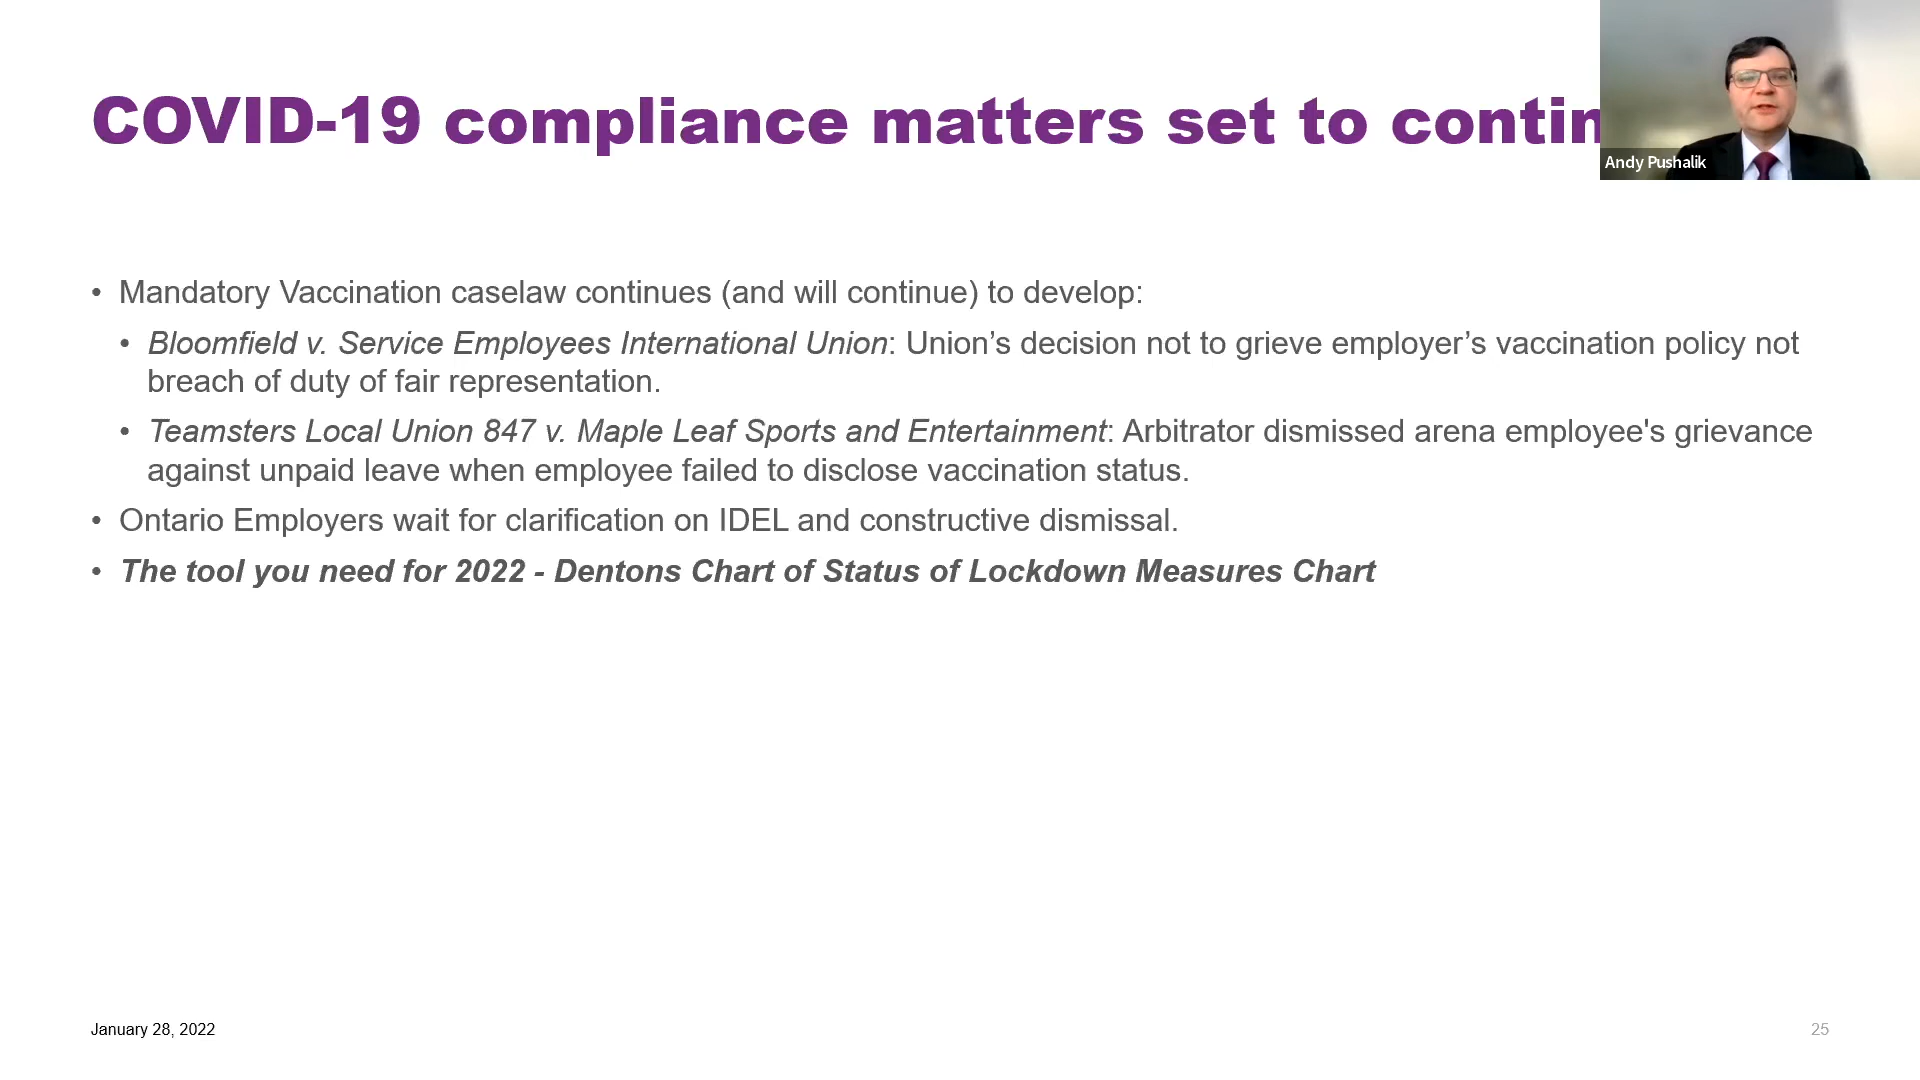 COVID-19 compliance matters set to contin
Andy Pushalik
• Mandatory Vaccination caselaw continues (and will continue) to develop:
• Bloomfield v. Service Employees International Union: Union’s decision not to grieve employer’s vaccination policy not
breach of duty of fair representation.
• Teamsters Local Union 847 v. Maple Leaf Sports and Entertainment: Arbitrator dismissed arena employee's grievance
against unpaid leave when employee failed to disclose vaccination status.
• Ontario Employers wait for clarification on IDEL and constructive dismissal.
• The tool you need for 2022 - Dentons Chart of Status of Lockdown Measures Chart
January 28, 2022
25